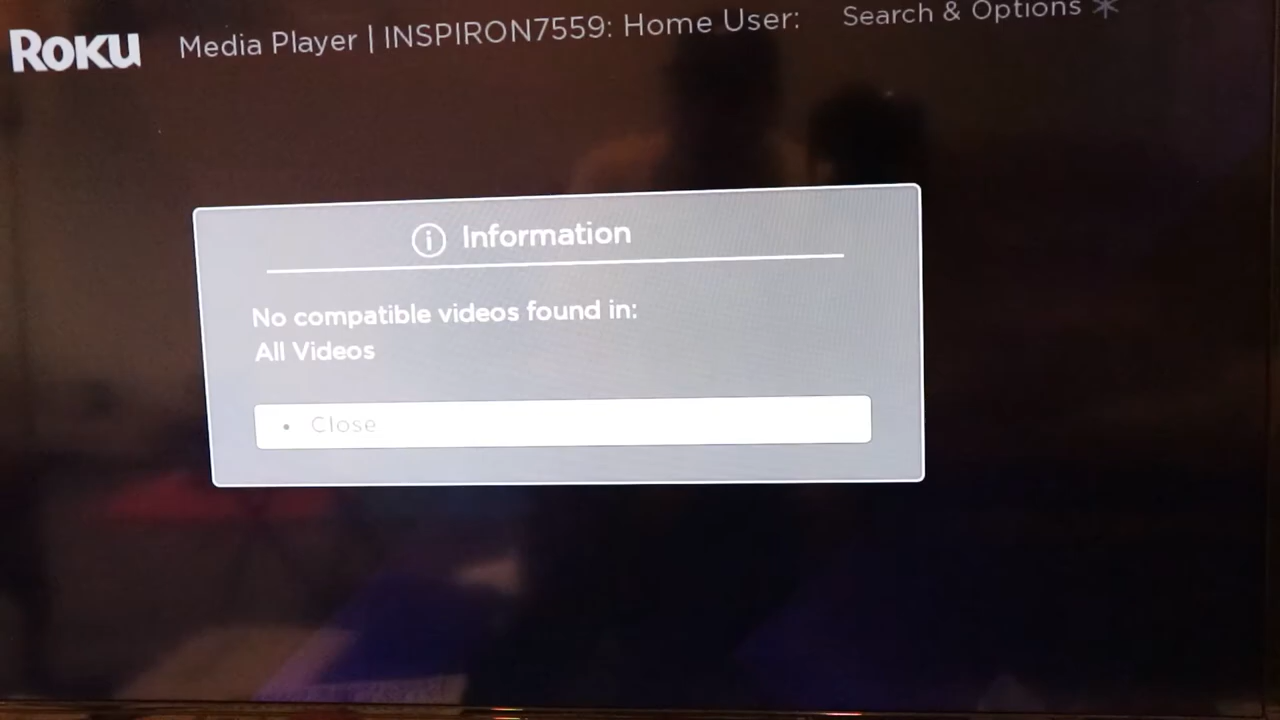 Roku Media Player | INSPIRON7559: Home User: Search & Options *
Information
No compatible videos found in:
All Videos
• Close